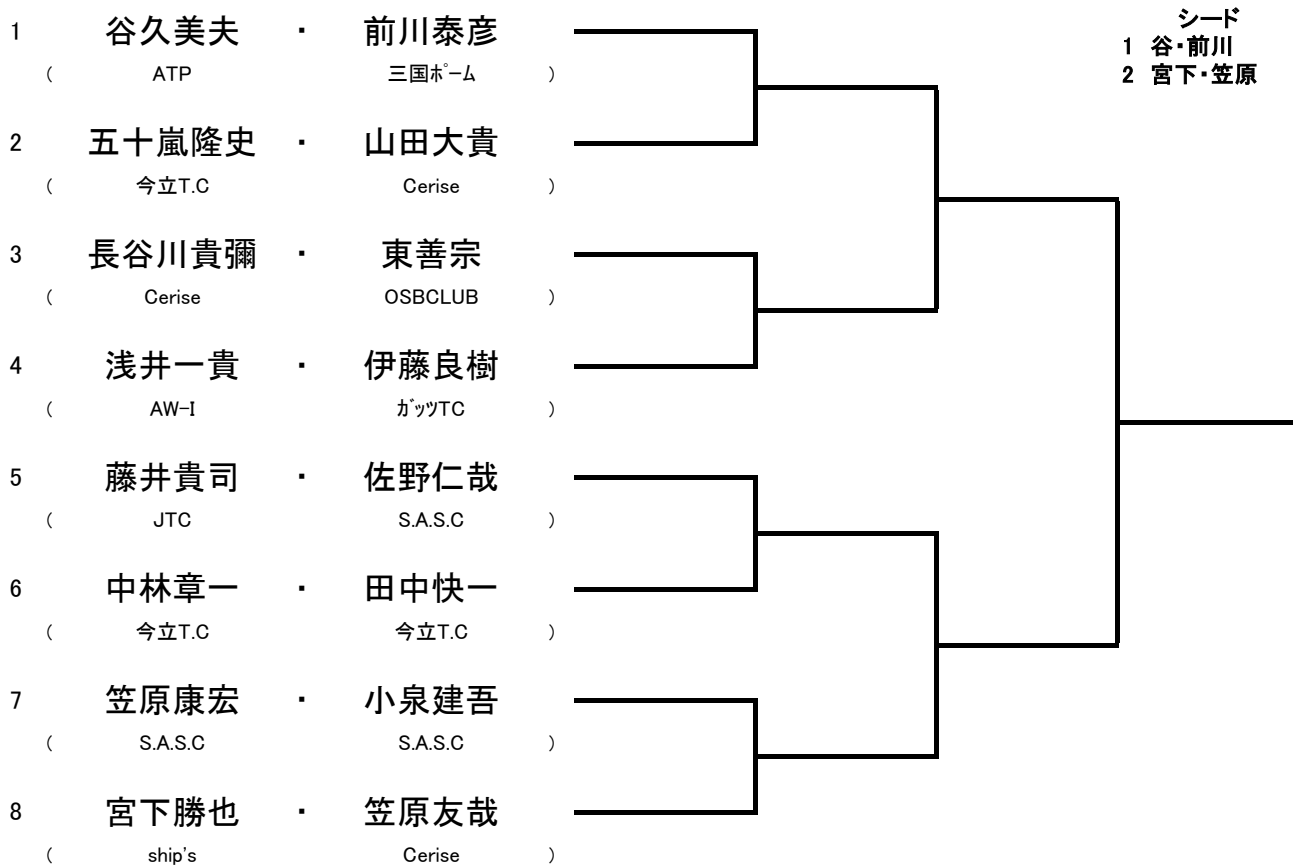 シード
1 谷・前川
2 宮下・笠原
1 谷久美夫 ・ 前川泰彦
( ATP 三国ﾎﾟｰﾑ )
2 五十嵐隆史 ・ 山田大貴
( 今立T.C Cerise )
3 長谷川貴彌 ・ 東善宗
( Cerise OSBCLUB )
4 浅井一貴 ・ 伊藤良樹
( AW-I ｶﾞｯﾂTC )
5 藤井貴司 ・ 佐野仁哉
( JTC S.A.S.C )
6 中林章一 ・ 田中快一
( 今立T.C 今立T.C )
7 笠原康宏 ・ 小泉建吾
( S.A.S.C S.A.S.C )
8 宮下勝也 ・ 笠原友哉
( ship's Cerise )